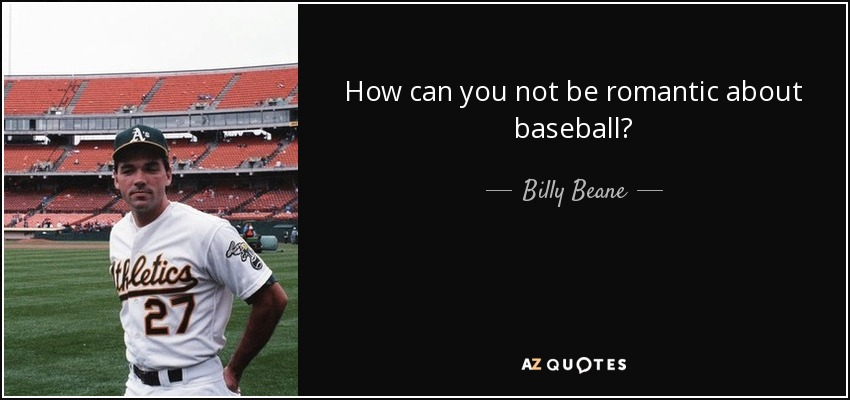 A's
Athletics
27
How can you not be romantic about
baseball?
Billy Beane
AZ QUOTES